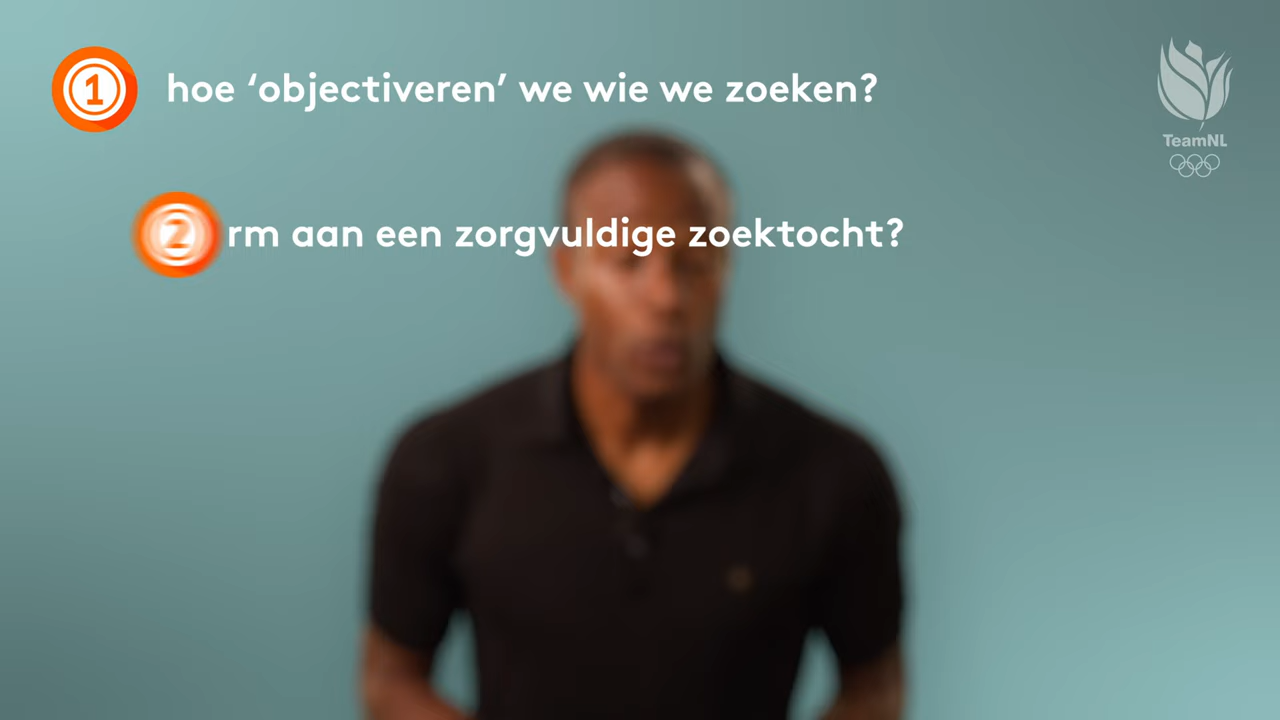 1 hoe ‘objectiveren’ we wie we zoeken?
TeamNL
2 rm aan een zorgvuldige zoektocht?